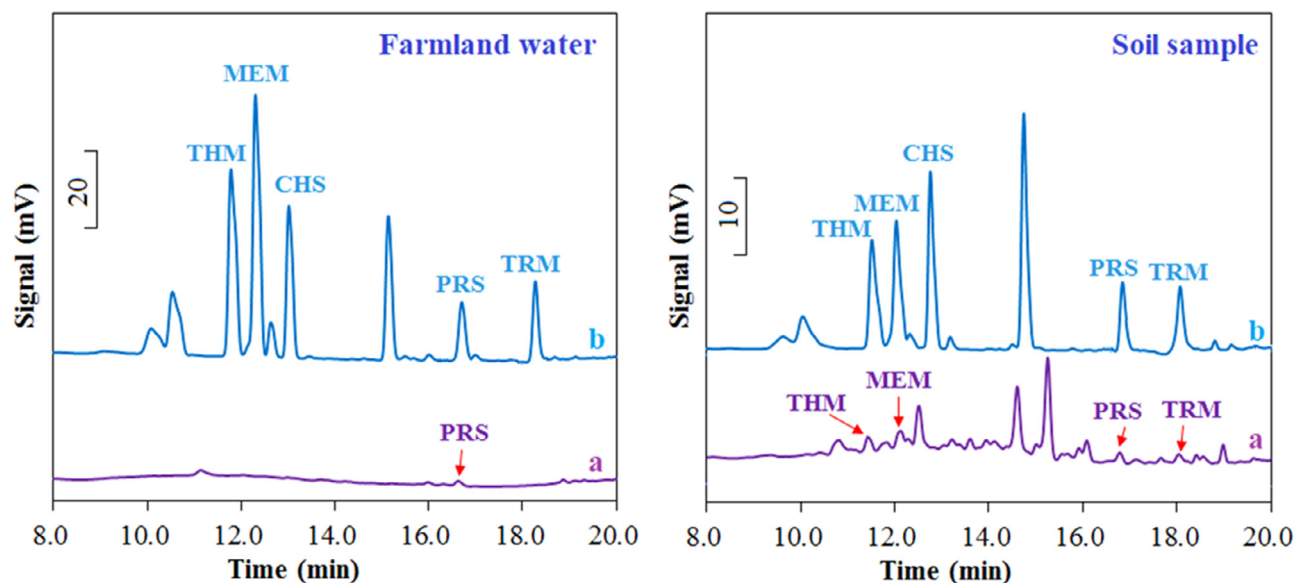 Farmland water
MEM
THM
CHS
PRS
TRM
20
b
PRS
a
Signal (mV)
8.0 10.0 12.0 14.0 16.0 18.0 20.0
Time (min)
Soil sample
CHS
MEM
THM
PRS TRM
10
b
MEM
THM
PRS TRM
a
Signal (mV)
8.0 10.0 12.0 14.0 16.0 18.0 20.0
Time (min)